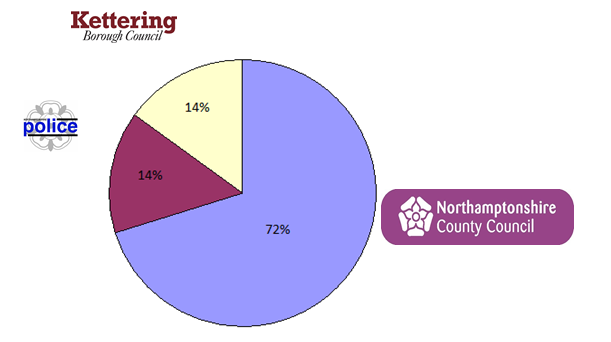 Kettering
Borough Council
police
14%
14%
72%
Northamptonshire
County Council